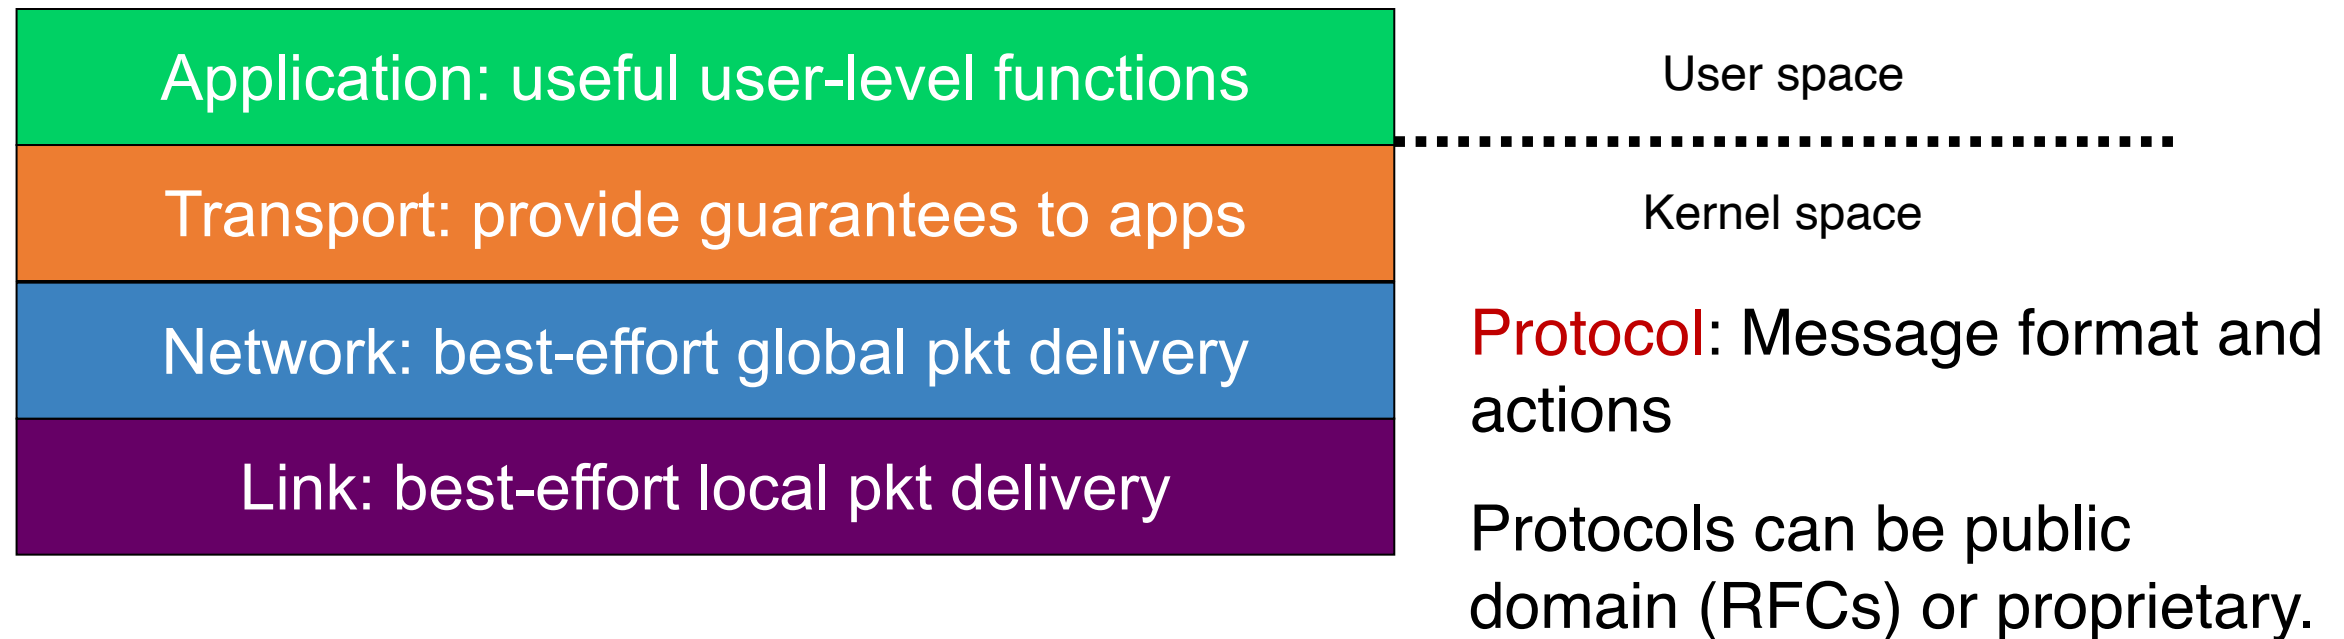 Application: useful user-level functions
User space
Transport: provide guarantees to apps
Kernel space
Network: best-effort global pkt delivery
Link: best-effort local pkt delivery
Protocol: Message format and
actions
Protocols can be public
domain (RFCs) or proprietary.